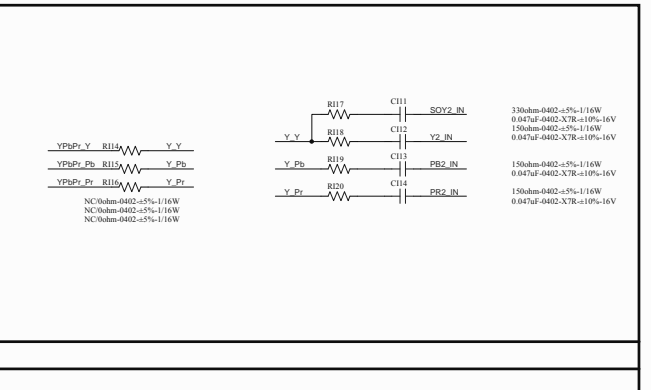 YPbPr_Y RI14 Y_Y
YPbPr_Pb RI15 Y_Pb
YPbPr_Pr RI16 Y_Pr
NC/0ohm-0402-±5%-1/16W
NC/0ohm-0402-±5%-1/16W
NC/0ohm-0402-±5%-1/16W
RI17 CI11 SOY2_IN
Y_Y RI18 CI12 Y2_IN
Y_Pb RI19 CI13 PB2_IN
Y_Pr RI20 CI14 PR2_IN
330ohm-0402-±5%-1/16W
0.047uF-0402-X7R-±10%-16V
150ohm-0402-±5%-1/16W
0.047uF-0402-X7R-±10%-16V
150ohm-0402-±5%-1/16W
0.047uF-0402-X7R-±10%-16V
150ohm-0402-±5%-1/16W
0.047uF-0402-X7R-±10%-16V